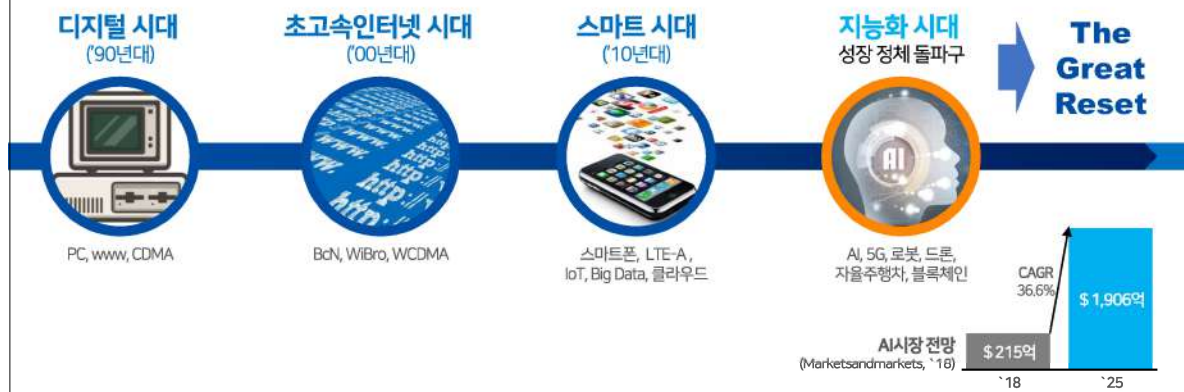 디지털 시대
('90년대)
PC, www, CDMA
초고속인터넷 시대
('00년대)
www.
http://
BcN, WiBro, WCDMA
스마트 시대
('10년대)
스마트폰, LTE-A,
IoT, Big Data, 클라우드
지능화 시대
성장 정체 돌파구
AI
AI, 5G, 로봇, 드론,
자율주행차, 블록체인
The
Great
Reset
CAGR
36.6%
$ 1,906억
AI시장 전망
(Marketsandmarkets, `18)
$ 215억
`18
`25